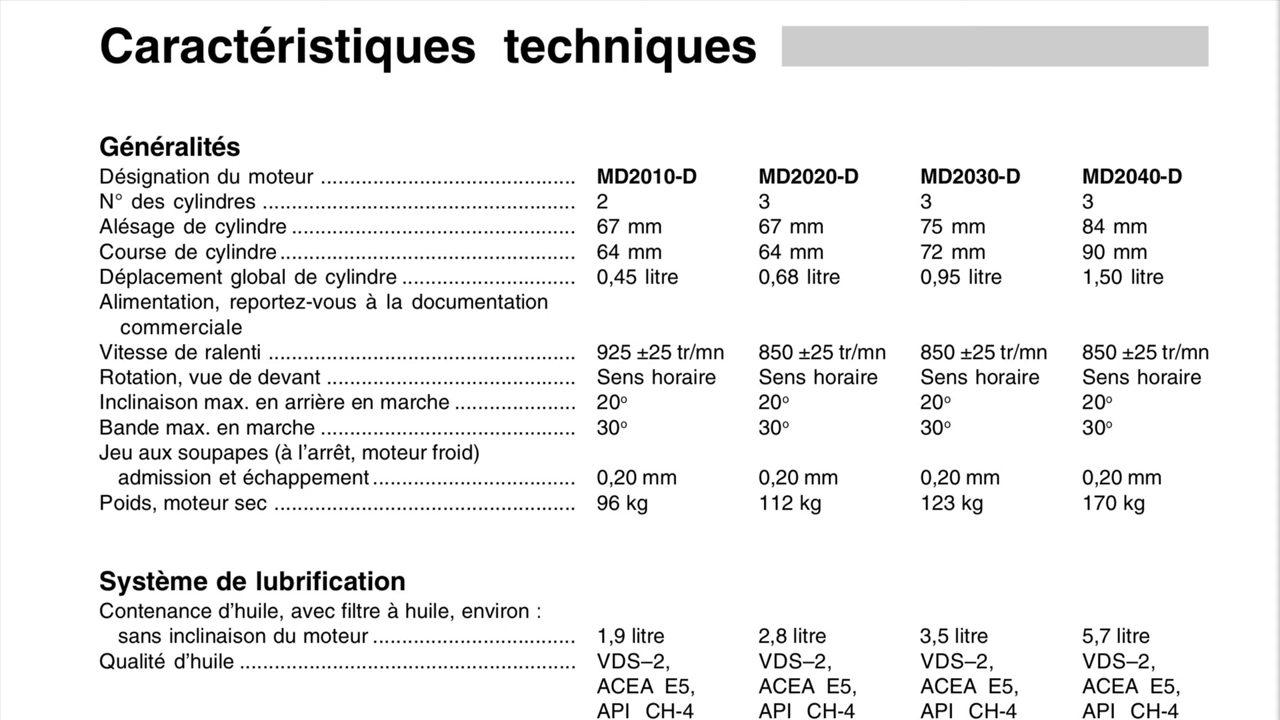 Caractéristiques techniques
Généralités
Désignation du moteur ............................................ MD2010-D MD2020-D MD2030-D MD2040-D
N° des cylindres ...................................................... 2 3 3 3
Alésage de cylindre ................................................. 67 mm 67 mm 75 mm 84 mm
Course de cylindre ................................................... 64 mm 64 mm 72 mm 90 mm
Déplacement global de cylindre .............................. 0,45 litre 0,68 litre 0,95 litre 1,50 litre
Alimentation, reportez-vous à la documentation
commerciale
Vitesse de ralenti ..................................................... 925 ±25 tr/mn 850 ±25 tr/mn 850 ±25 tr/mn 850 ±25 tr/mn
Rotation, vue de devant ........................................... Sens horaire Sens horaire Sens horaire Sens horaire
Inclinaison max. en arrière en marche ..................... 20° 20° 20° 20°
Bande max. en marche ............................................ 30° 30° 30° 30°
Jeu aux soupapes (à l’arrêt, moteur froid)
admission et échappement ................................... 0,20 mm 0,20 mm 0,20 mm 0,20 mm
Poids, moteur sec .................................................... 96 kg 112 kg 123 kg 170 kg
Système de lubrification
Contenance d’huile, avec filtre à huile, environ :
sans inclinaison du moteur ................................... 1,9 litre 2,8 litre 3,5 litre 5,7 litre
Qualité d’huile .......................................................... VDS–2, VDS–2, VDS–2, VDS–2,
ACEA E5, ACEA E5, ACEA E5, ACEA E5,
API CH-4 API CH-4 API CH-4 API CH-4